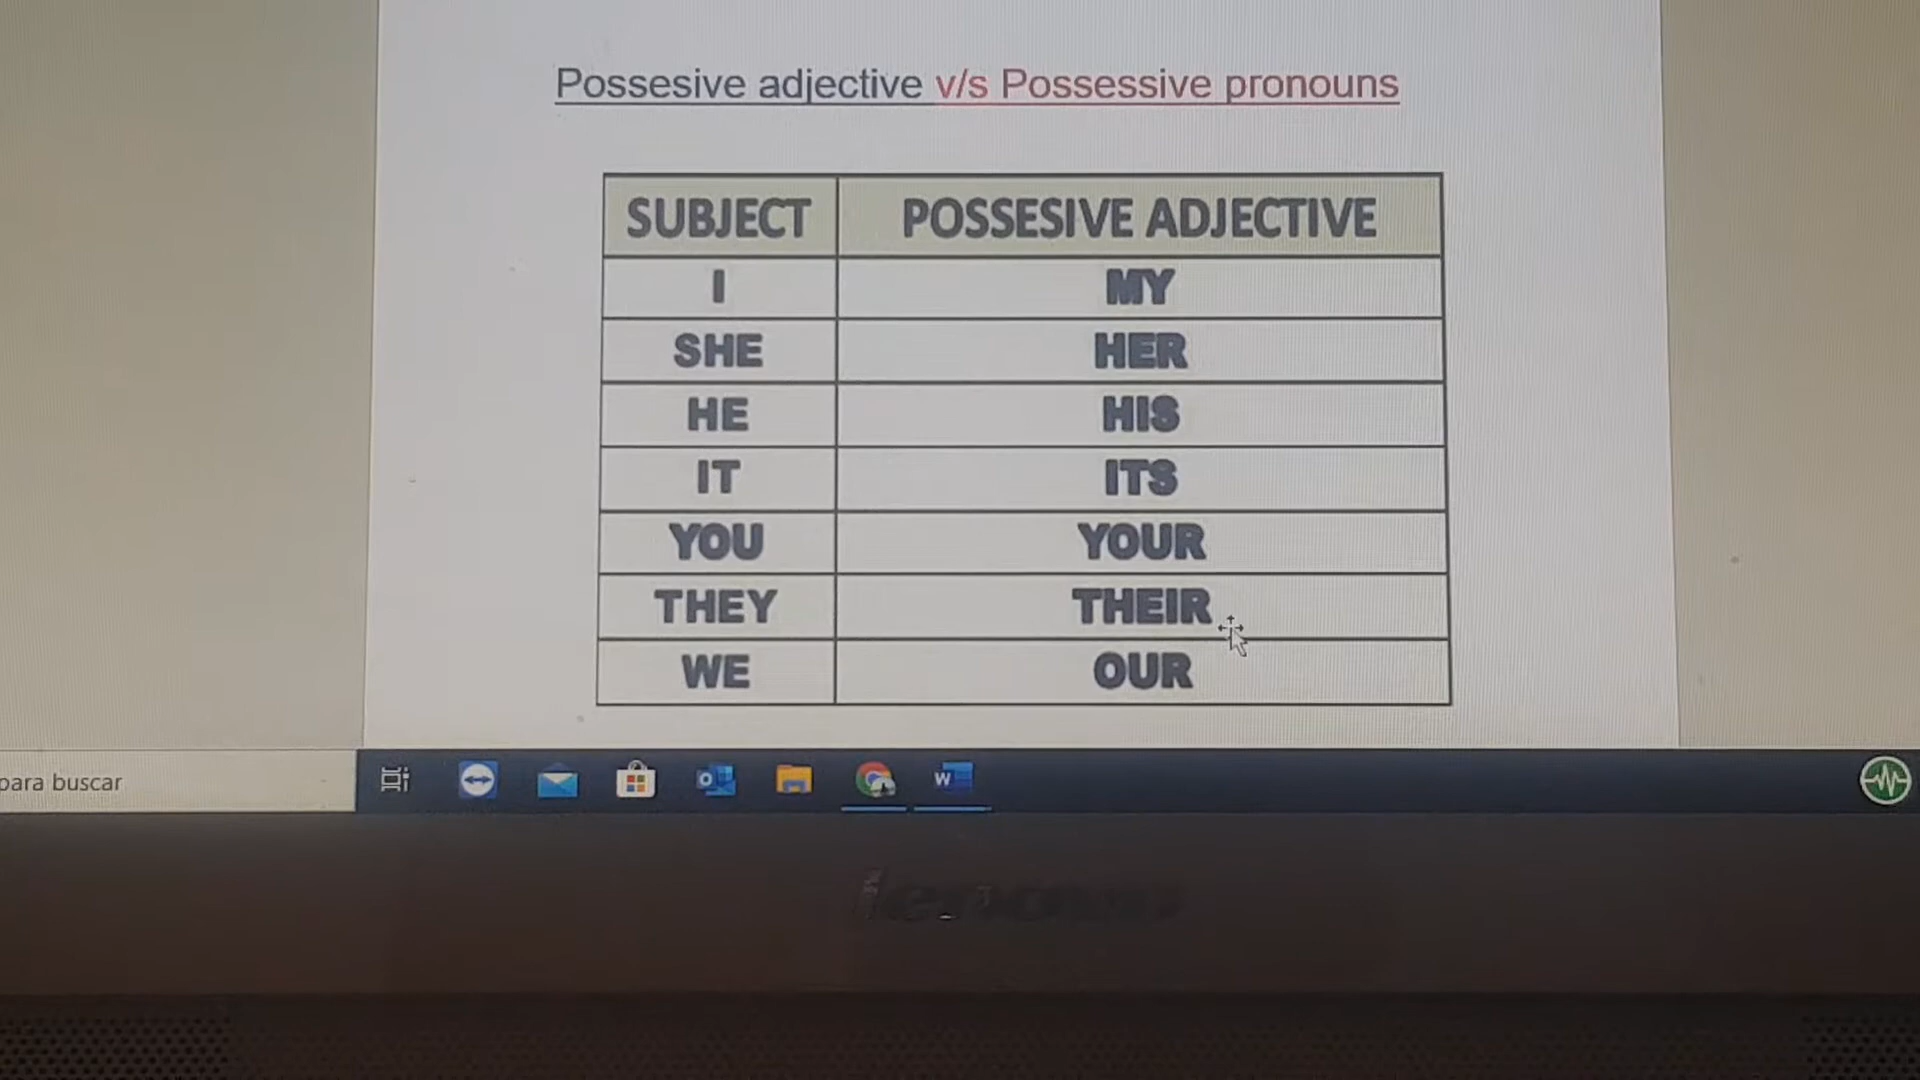 Possesive adjective v/s Possessive pronouns
SUBJECT POSSESIVE ADJECTIVE
I MY
SHE HER
HE HIS
IT ITS
YOU YOUR
THEY THEIR
WE OUR
para buscar
lenovo